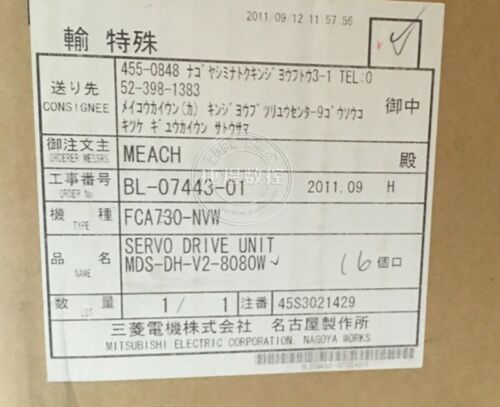 2011/09/12 11:57:56
輸 特殊
送り先
CONSIGNEE
455-0848 ナゴヤシミナトクキンジョウフトウ3-1 TEL:0
52-398-1383
メイコウカイウン(カ) キンジョウブツリュウセンター9ゴウソウコ
キツケ ギュウカイウン サトウサマ
御中
御注文主
ORDERER MESSRS.
MEACH
殿
工事番号
ORDER No.
BL-07443-01
2011.09 H
機 種
TYPE
FCA730-NVW
品 名
NAME
SERVO DRIVE UNIT
MDS-DH-V2-8080W
16 個口
数 量
LOT
1/ 1
注番
45S3021429
三菱電機株式会社 名古屋製作所
MITSUBISHI ELECTRIC CORPORATION. NAGOYA WORKS.